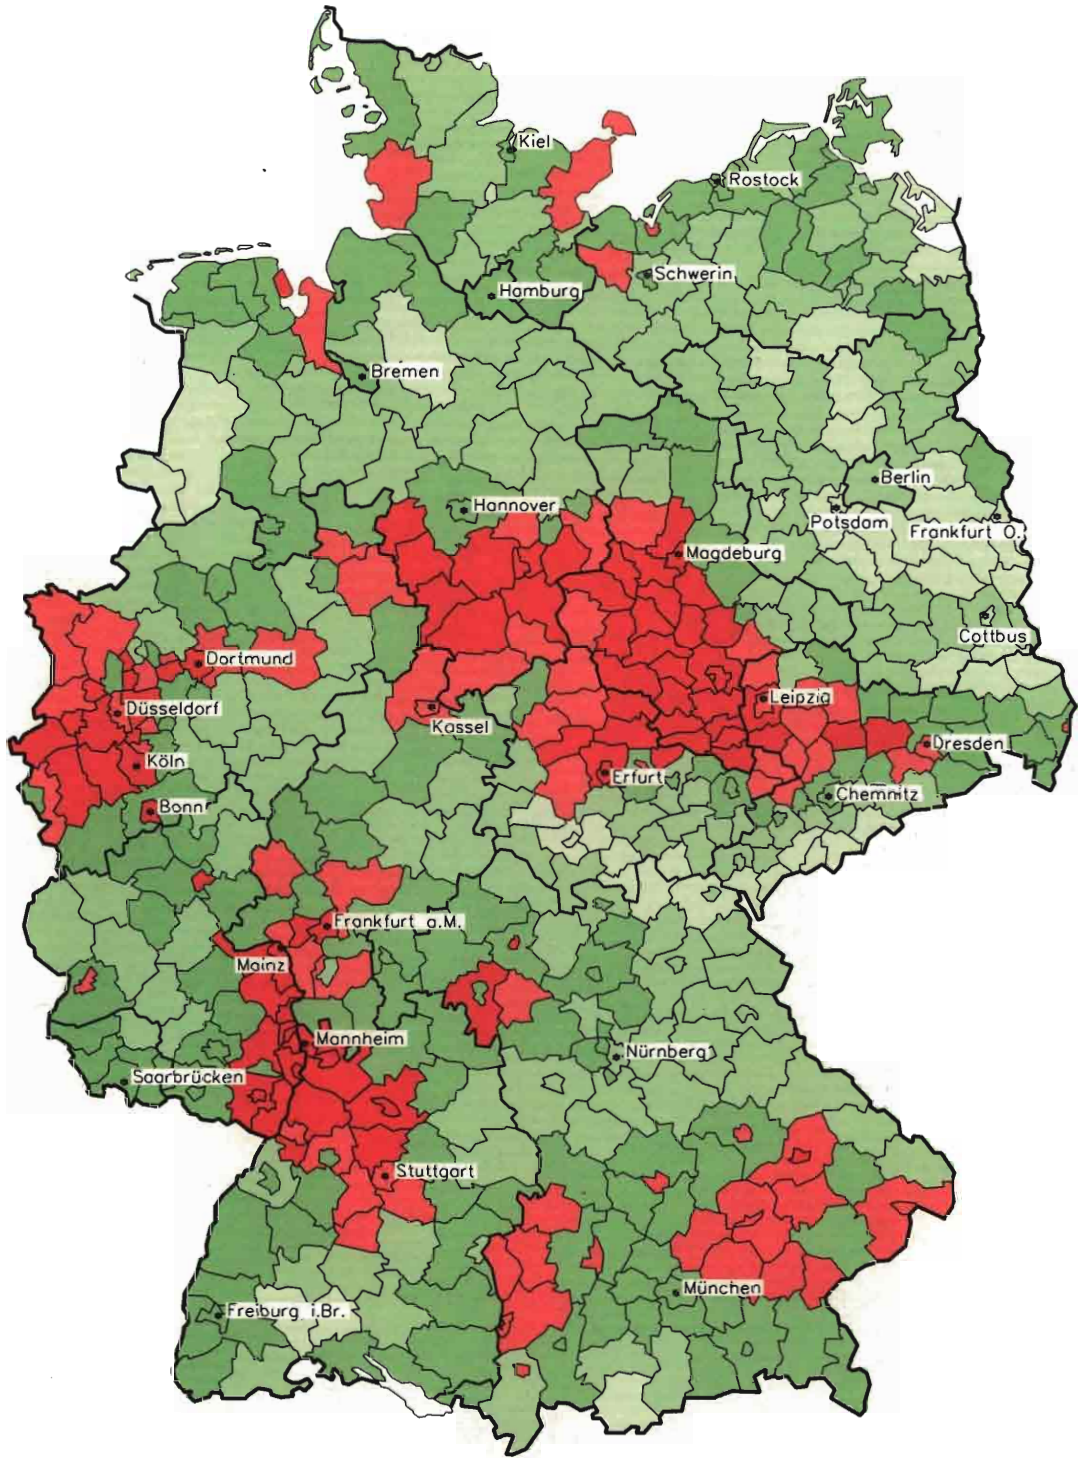 Kiel
Rostock
Schwerin
Hamburg
Bremen
Berlin
Hannover
Potsdam
Frankfurt O.
Magdeburg
Cottbus
Dortmund
Leipzig
Düsseldorf
Kassel
Dresden
Köln
Erfurt
Chemnitz
Bonn
Frankfurt a.M.
Mainz
Mannheim
Nürnberg
Saarbrücken
Stuttgart
München
Freiburg i.Br.